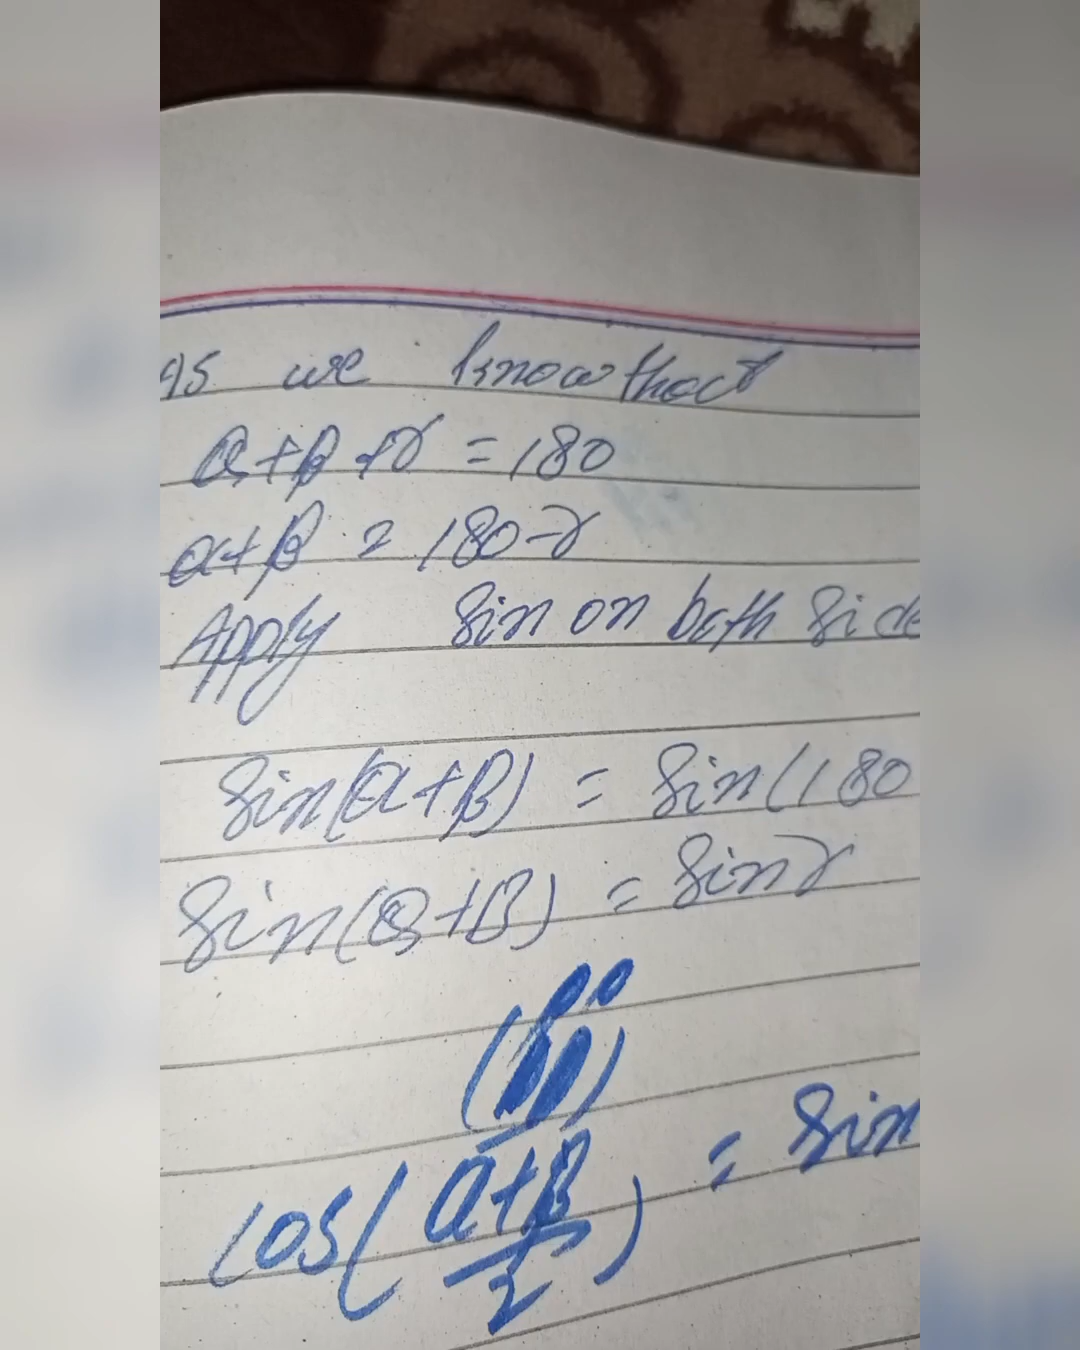 As we know that
α+β+γ = 180
α+β = 180-γ
Apply Sin on both Side
Sin(α+β) = Sin(180
Sin(α+β) = Sinγ
(ii)
cos(α+β/2) = Sin